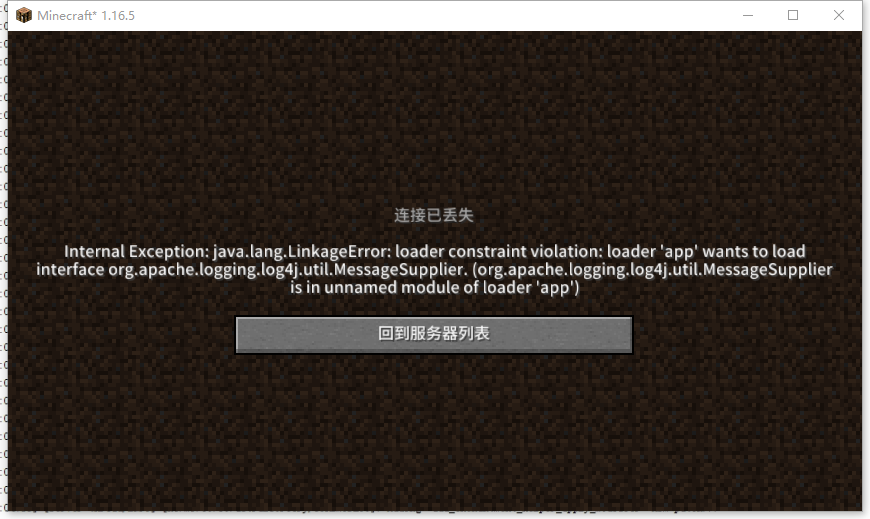 Minecraft* 1.16.5
连接已丢失
Internal Exception: java.lang.LinkageError: loader constraint violation: loader 'app' wants to load
interface org.apache.logging.log4j.util.MessageSupplier. (org.apache.logging.log4j.util.MessageSupplier
is in unnamed module of loader 'app')
回到服务器列表